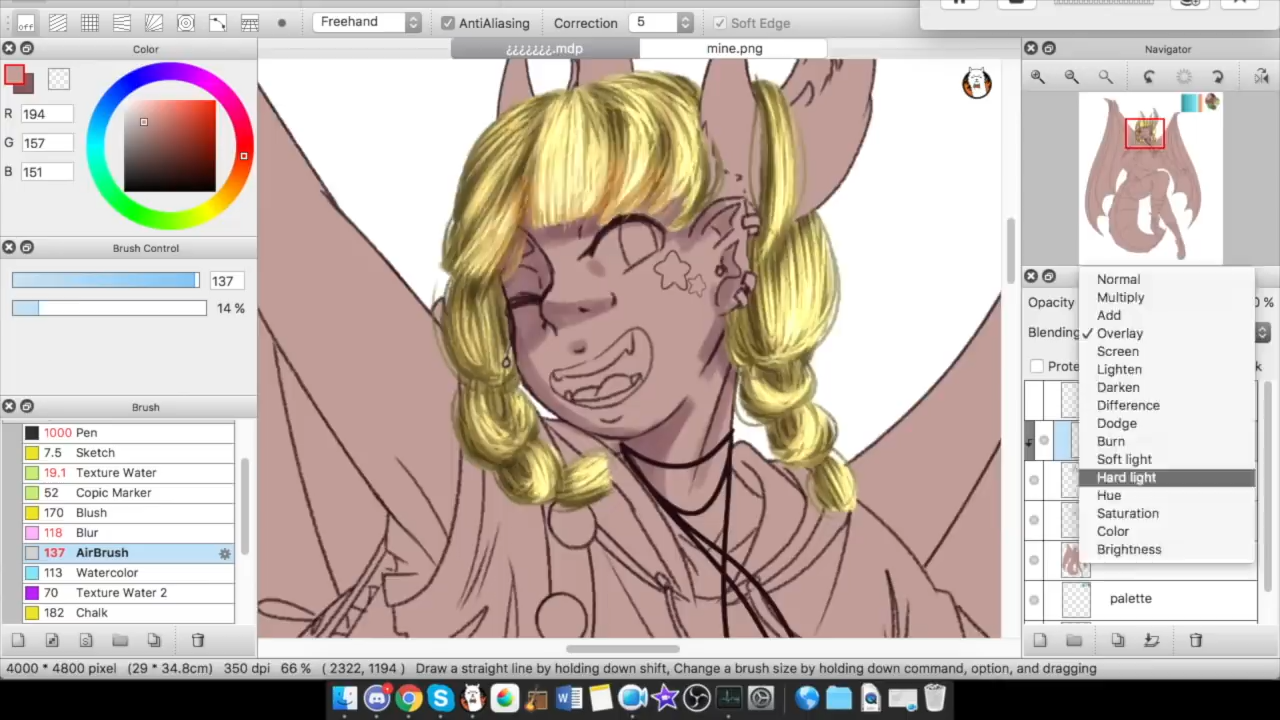 off Freehand AntiAliasing Correction 5 Soft Edge
Color
¿¿¿¿¿¿¿.mdp mine.png
Navigator
R 194
G 157
B 151
Brush Control
137
14 %
Brush
1000 Pen
7.5 Sketch
19.1 Texture Water
52 Copic Marker
170 Blush
118 Blur
137 AirBrush
113 Watercolor
70 Texture Water 2
182 Chalk
Opacity
%
Blending
Prote
Normal
Multiply
Add
Overlay
Screen
Lighten
Darken
Difference
Dodge
Burn
Soft light
Hard light
Hue
Saturation
Color
Brightness
palette
4000 * 4800 pixel (29 * 34.8cm) 350 dpi 66 % ( 2322, 1194 ) Draw a straight line by holding down shift, Change a brush size by holding down command, option, and dragging